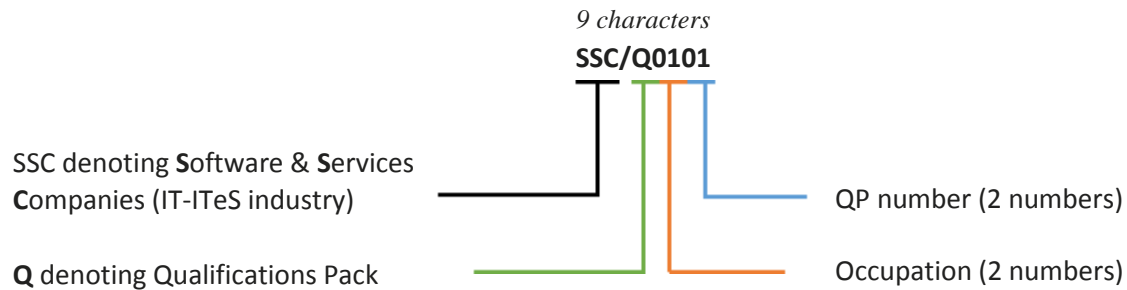 9 characters
SSC/Q0101
SSC denoting Software & Services
Companies (IT-ITeS industry)
QP number (2 numbers)
Q denoting Qualifications Pack
Occupation (2 numbers)